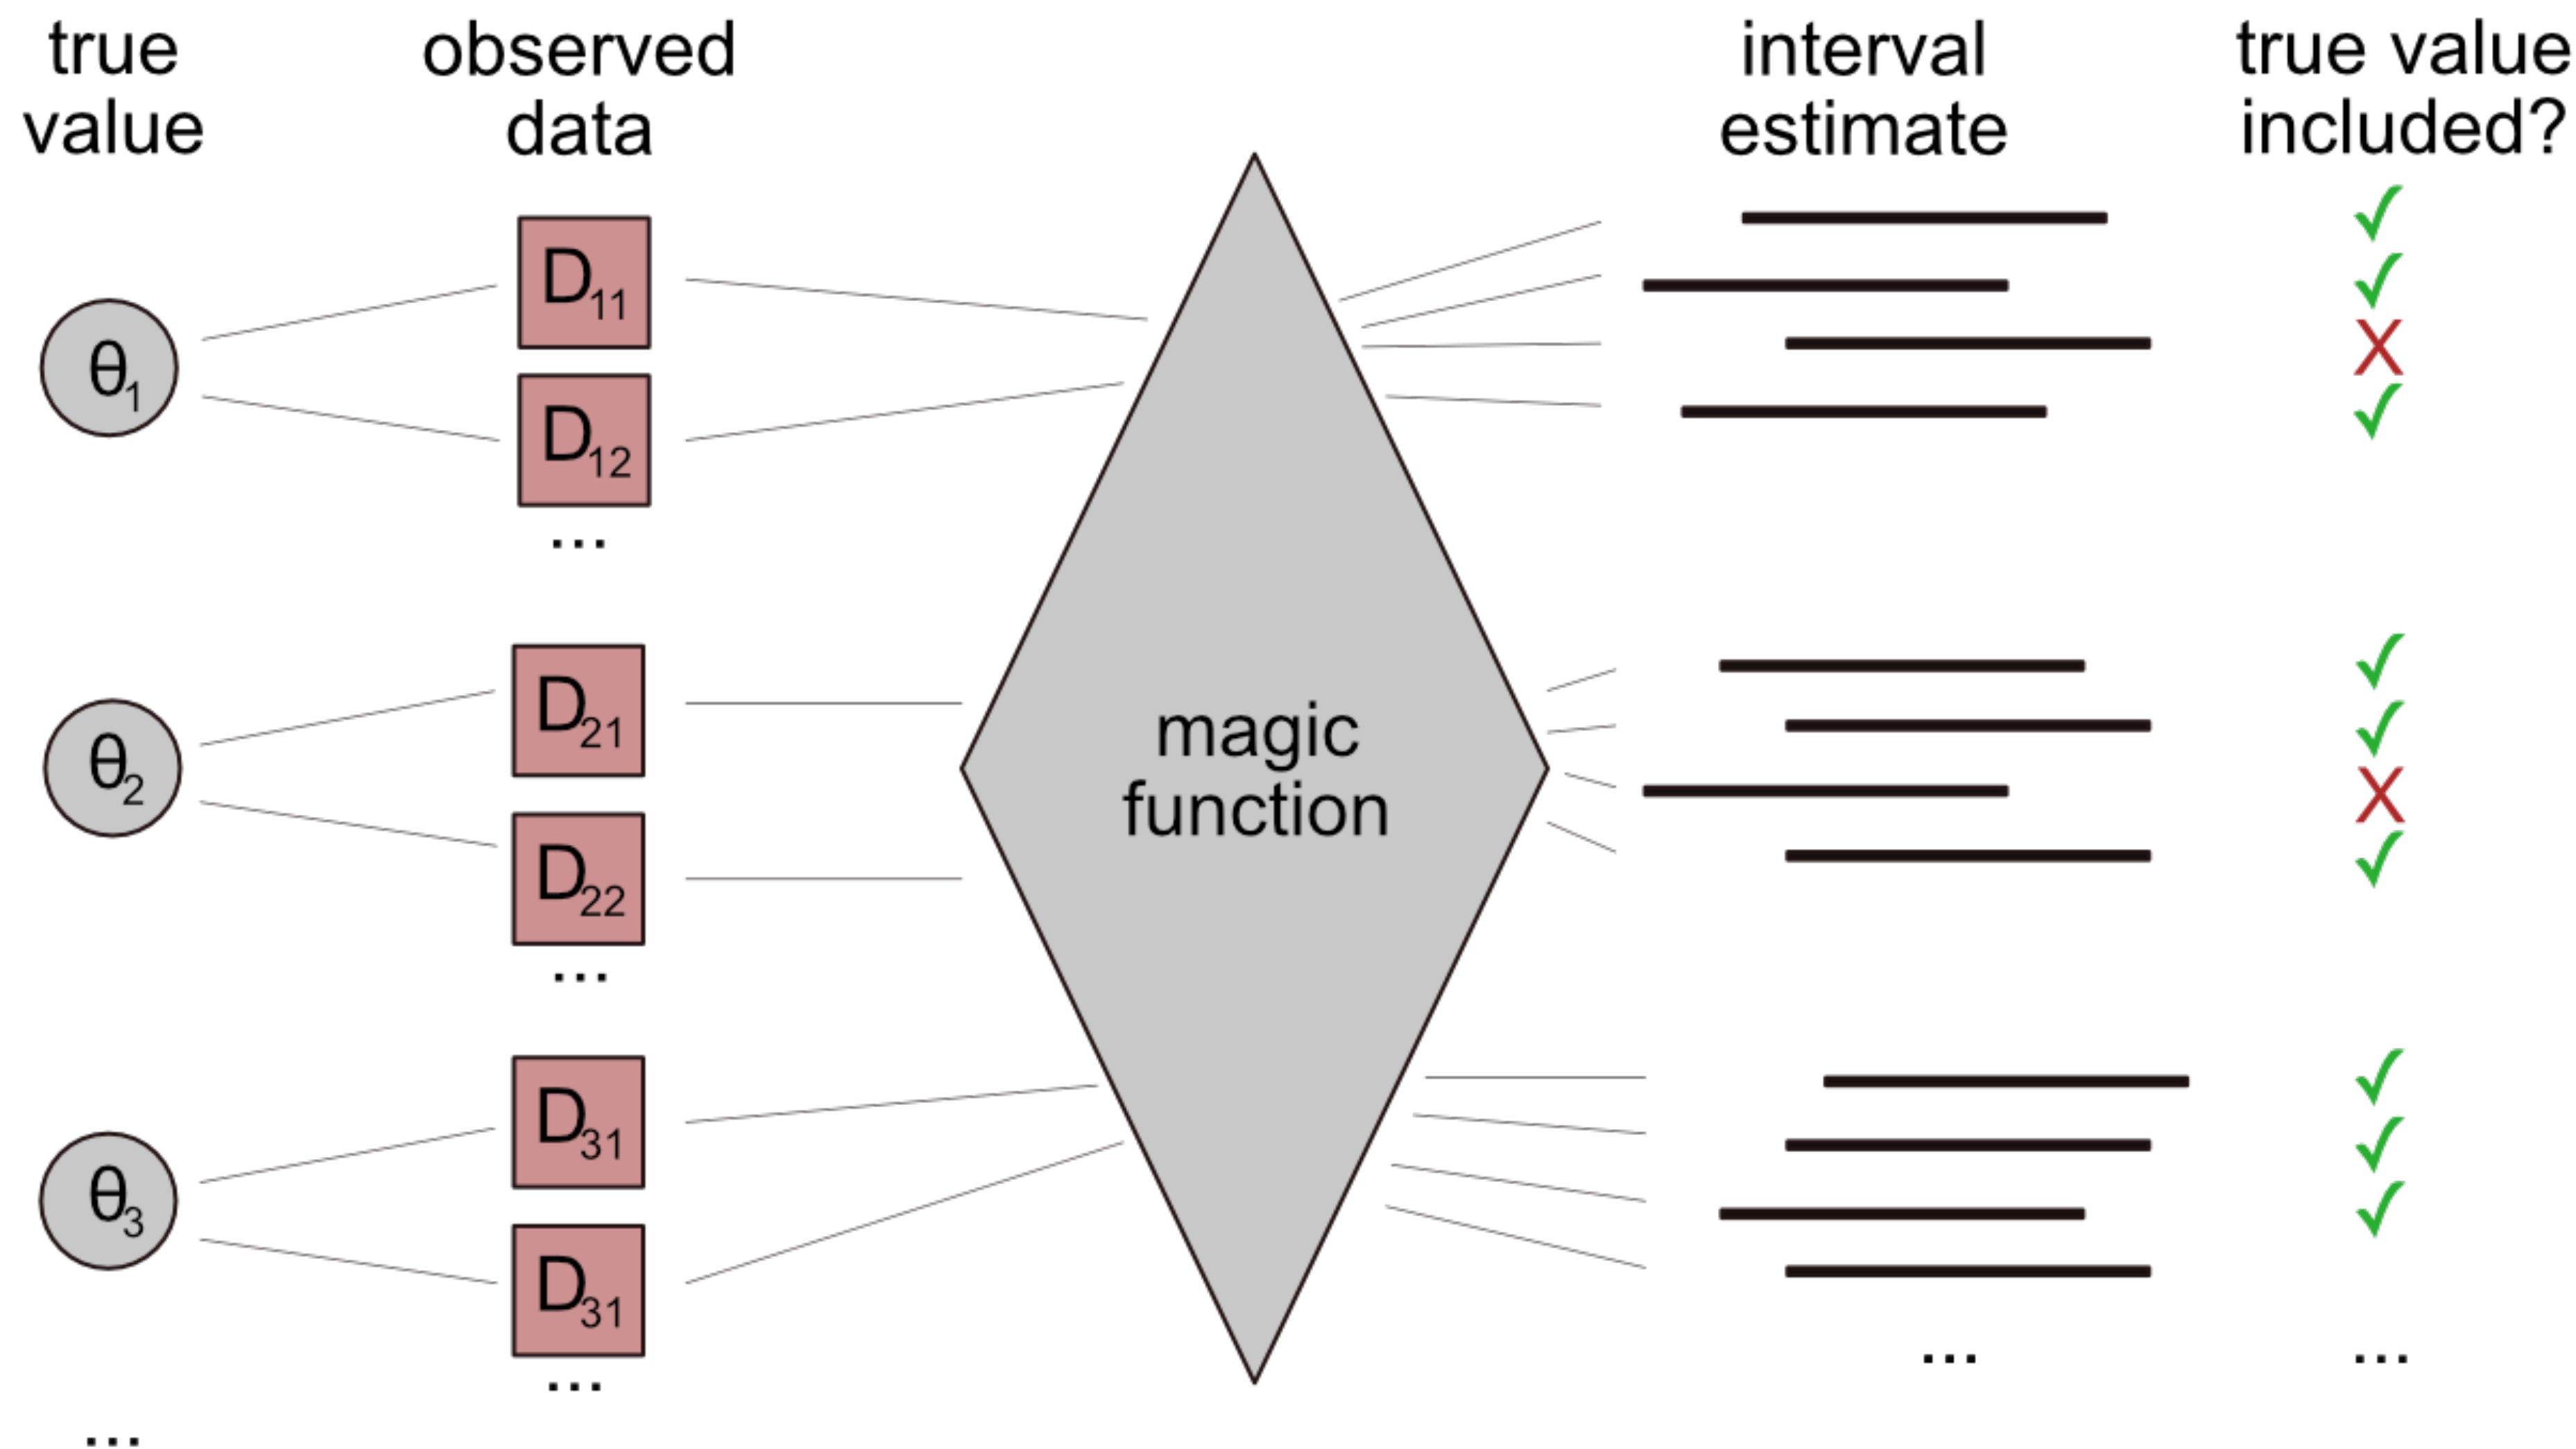 true value
observed data
interval estimate
true value included?
θ1
D11
D12
...
θ2
D21
D22
...
θ3
D31
D31
...
...
magic
function
✓
✓
X
✓
✓
✓
X
✓
✓
✓
✓
...
...